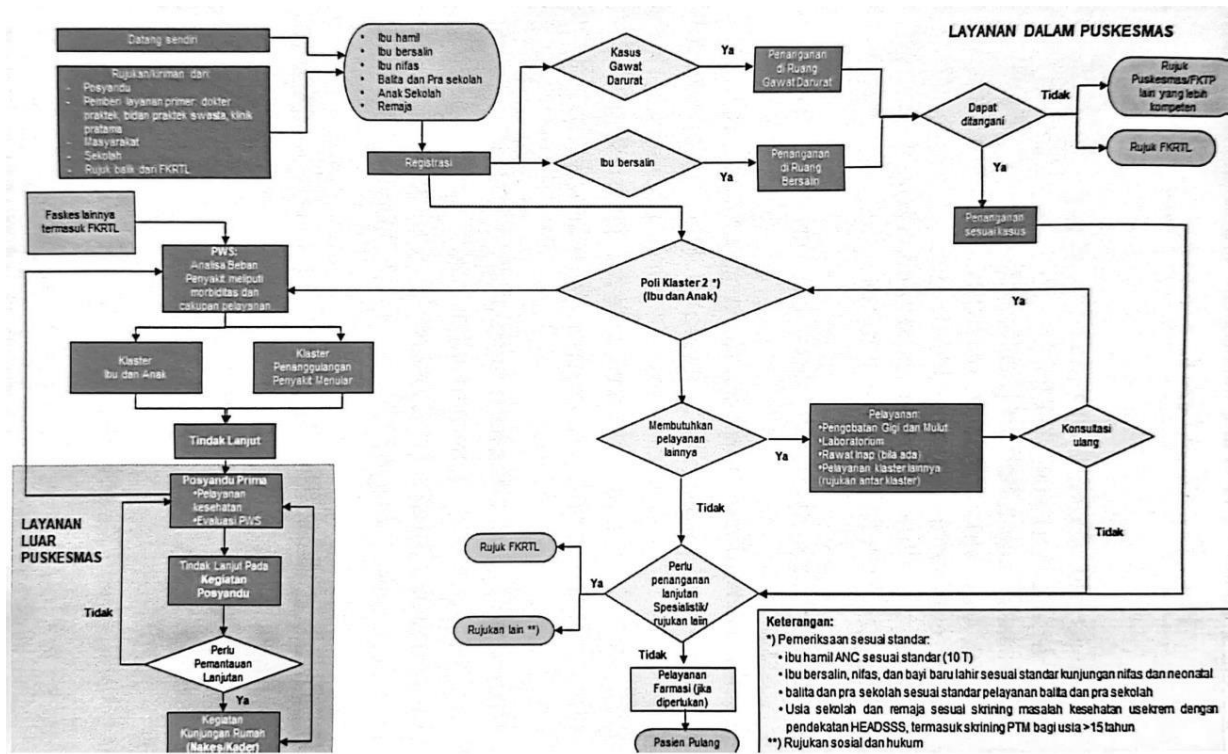 LAYANAN DALAM PUSKESMAS
Datang sendiri
Rujukan/kiriman dari:
- Posyandu
- Pemberi layanan primer: dokter
praktek, bidan praktek swasta, klinik
pratama
- Masyarakat
- Sekolah
- Rujuk balik dari FKRTL
• Ibu hamil
• Ibu bersalin
• Ibu nifas
• Balita dan Pra sekolah
• Anak Sekolah
• Remaja
Registrasi
Kasus
Gawat
Darurat
Ya
Penanganan
di Ruang
Gawat Darurat
Ibu bersalin
Ya
Penanganan
di Ruang
Bersalin
Dapat
ditangani
Tidak
Rujuk
Puskesmas/FKTP
lain yang lebih
kompeten
Rujuk FKRTL
Ya
Penanganan
sesuai kasus
Faskes lainnya
termasuk FKRTL
PWS:
Analisa Beban
Penyakit meliputi
morbiditas dan
cakupan pelayanan
Klaster
Ibu dan Anak
Klaster
Penanggulangan
Penyakit Menular
Tindak Lanjut
Poli Klaster 2 *)
(Ibu dan Anak)
Ya
Membutuhkan
pelayanan
lainnya
Ya
Pelayanan:
•Pengobatan Gigi dan Mulut
•Laboratorium
•Rawat Inap (bila ada)
•Pelayanan klaster lainnya
(rujukan antar klaster)
Konsultasi
ulang
Tidak
Tidak
LAYANAN
LUAR
PUSKESMAS
Posyandu Prima
•Pelayanan
kesehatan
•Evaluasi PWS
Tindak Lanjut Pada
Kegiatan
Posyandu
Tidak
Perlu
Pemantauan
Lanjutan
Ya
Kegiatan
Kunjungan Rumah
(Nakes/Kader)
Rujuk FKRTL
Rujukan lain **)
Ya
Perlu
penanganan
lanjutan
Spesialistik/
rujukan laiin
Tidak
Pelayanan
Farmasi (jika
diperlukan)
Pasien Pulang
Keterangan:
*) Pemeriksaan sesuai standar:
• ibu hamil ANC sesuai standar (10 T)
• Ibu bersalin, nifas, dan bayi baru lahir sesuai standar kunjungan nifas dan neonatal
• balita dan pra sekolah sesuai standar pelayanan balita dan pra sekolah
• Usia sekolah dan remaja sesuai skrining masalah kesehatan usekrem dengan
pendekatan HEADSSS, termasuk skrining PTM bagi usia >15 tahun
**) Rujukan sosial dan hukum